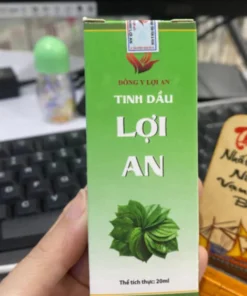 ĐÔNG Y LỢI AN
TINH DẦU
LỢI
AN
Thể tích thực: 20ml